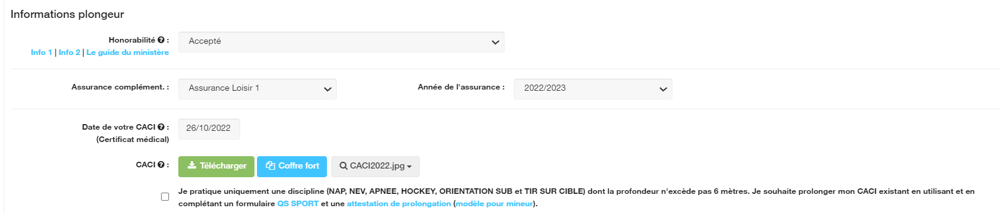 Informations plongeur
Honorabilité ? :
Accepté
Info 1 | Info 2 | Le guide du ministère
Assurance complément. :
Assurance Loisir 1
Année de l'assurance :
2022/2023
Date de votre CACI ? :
(Certificat médical)
26/10/2022
CACI ? :
Télécharger
Coffre fort
CACI2022.jpg
Je pratique uniquement une discipline (NAP, NEV, APNEE, HOCKEY, ORIENTATION SUB et TIR SUR CIBLE) dont la profondeur n'excède pas 6 mètres. Je souhaite prolonger mon CACI existant en utilisant et en
complétant un formulaire QS SPORT et une attestation de prolongation (modèle pour mineur).